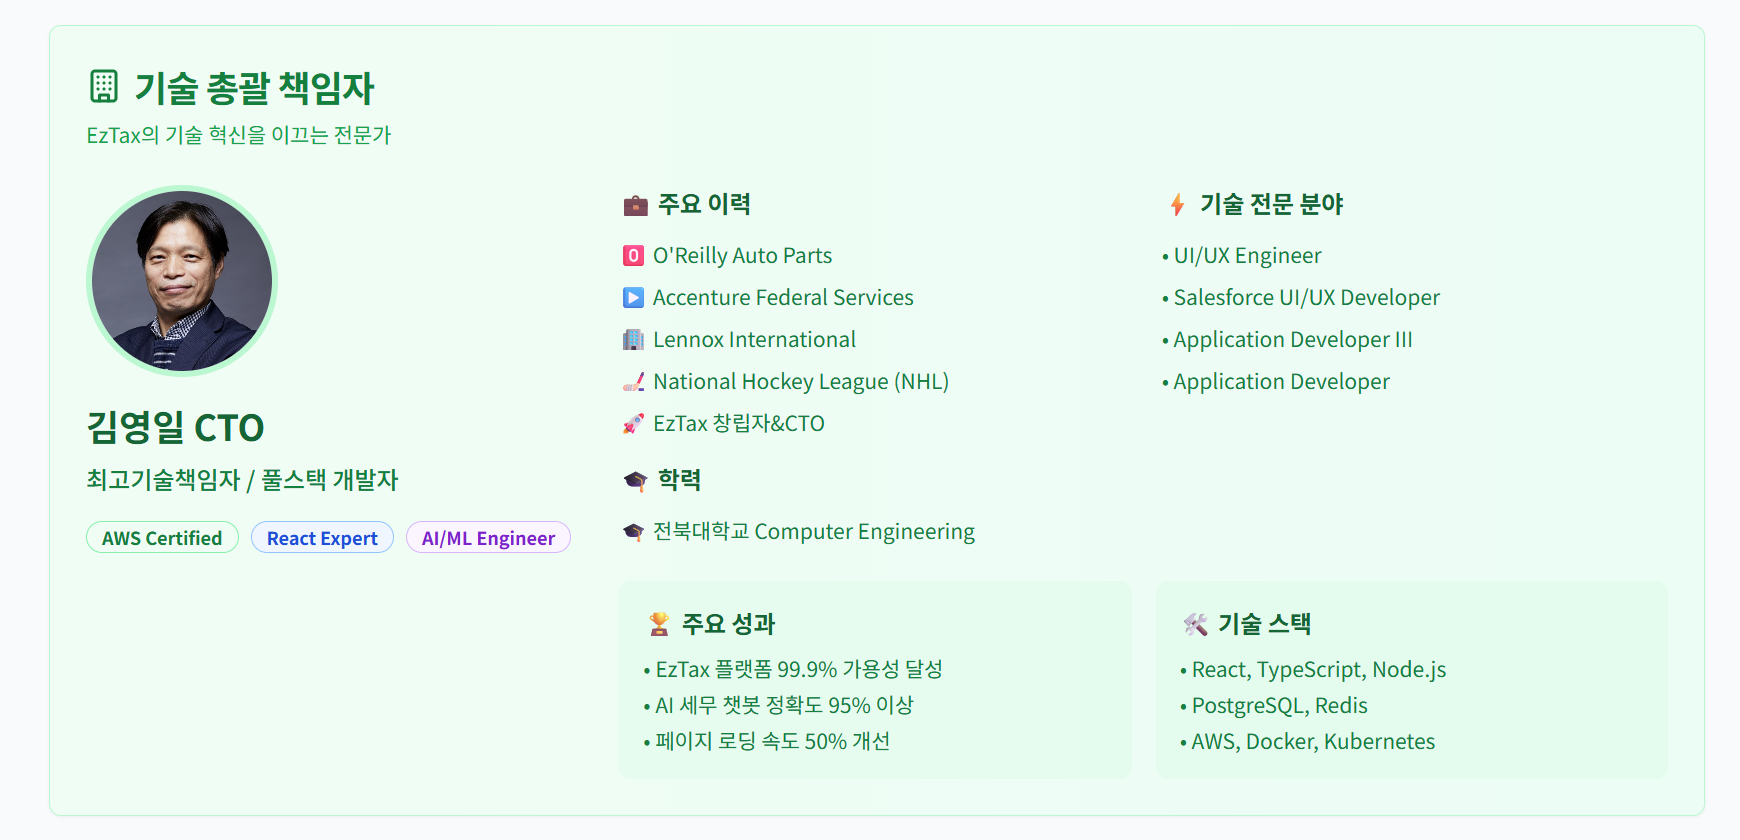 기술 총괄 책임자
EzTax의 기술 혁신을 이끄는 전문가
김영일 CTO
최고기술책임자 / 풀스택 개발자
AWS Certified
React Expert
AI/ML Engineer
주요 이력
O'Reilly Auto Parts
Accenture Federal Services
Lennox International
National Hockey League (NHL)
EzTax 창립자&CTO
학력
전북대학교 Computer Engineering
기술 전문 분야
• UI/UX Engineer
• Salesforce UI/UX Developer
• Application Developer III
• Application Developer
주요 성과
• EzTax 플랫폼 99.9% 가용성 달성
• AI 세무 챗봇 정확도 95% 이상
• 페이지 로딩 속도 50% 개선
기술 스택
• React, TypeScript, Node.js
• PostgreSQL, Redis
• AWS, Docker, Kubernetes